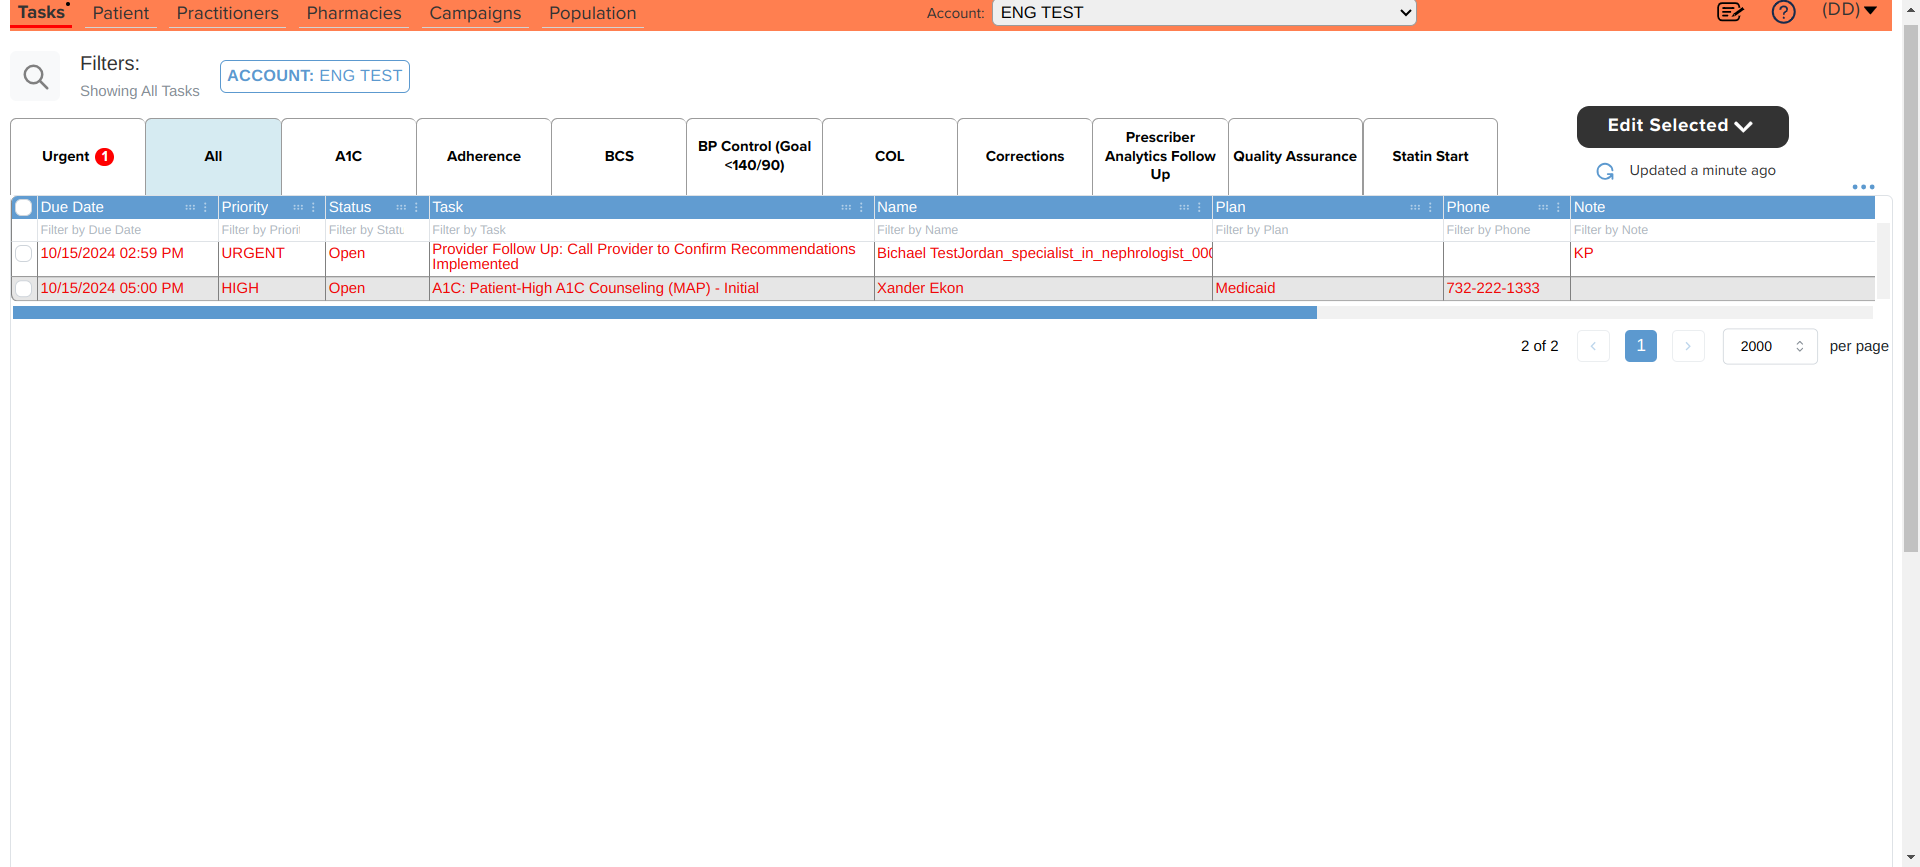 Tasks Patient Practitioners Pharmacies Campaigns Population Account: ENG TEST (DD)
Filters:
Showing All Tasks
ACCOUNT: ENG TEST
Edit Selected
Updated a minute ago
Urgent 1 All A1C Adherence BCS BP Control (Goal <140/90) COL Corrections Prescriber Analytics Follow Up Quality Assurance Statin Start
Due Date Priority Status Task Name Plan Phone Note
Filter by Due Date Filter by Priorit Filter by Statu Filter by Task Filter by Name Filter by Plan Filter by Phone Filter by Note
10/15/2024 02:59 PM URGENT Open Provider Follow Up: Call Provider to Confirm Recommendations Implemented Bichael TestJordan_specialist_in_nephrologist_000 KP
10/15/2024 05:00 PM HIGH Open A1C: Patient-High A1C Counseling (MAP) - Initial Xander Ekon Medicaid 732-222-1333
2 of 2 1 2000 per page